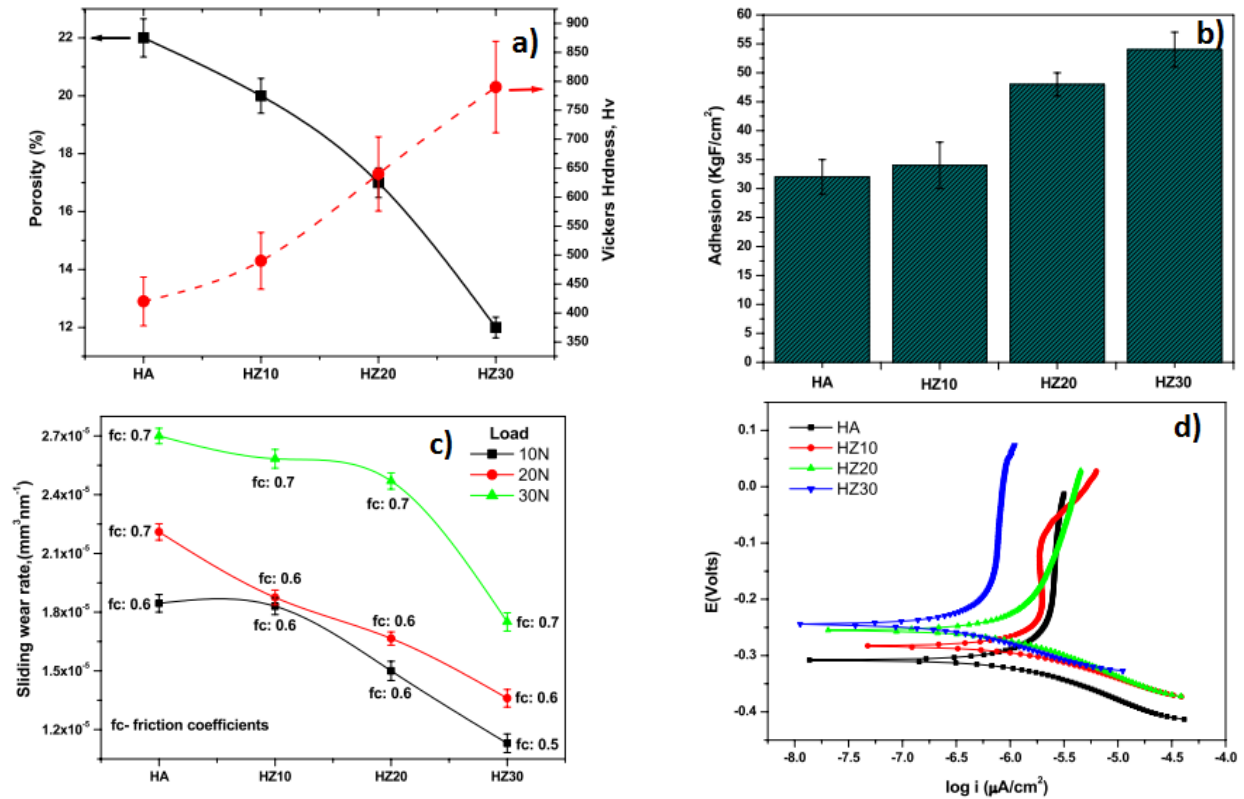 a)
Porosity (%)
22
20
18
16
14
12
900
850
800
750
700
650
600
550
500
450
400
350
Vickers Hrdness, Hv
HA HZ10 HZ20 HZ30
b)
Adhesion (KgF/cm²)
60
55
50
45
40
35
30
25
20
15
10
5
0
HA HZ10 HZ20 HZ30
c)
Sliding wear rate,(mm³nm⁻¹)
2.7x10⁻⁵
2.4x10⁻⁵
2.1x10⁻⁵
1.8x10⁻⁵
1.5x10⁻⁵
1.2x10⁻⁵
Load
10N
20N
30N
fc: 0.7
fc: 0.7
fc: 0.7
fc: 0.7
fc: 0.7
fc: 0.6
fc: 0.6
fc: 0.6
fc: 0.6
fc: 0.6
fc: 0.6
fc: 0.5
fc- friction coefficients
HA HZ10 HZ20 HZ30
d)
HA
HZ10
HZ20
HZ30
E(Volts)
0.1
0.0
-0.1
-0.2
-0.3
-0.4
-8.0 -7.5 -7.0 -6.5 -6.0 -5.5 -5.0 -4.5 -4.0
log i (µA/cm²)